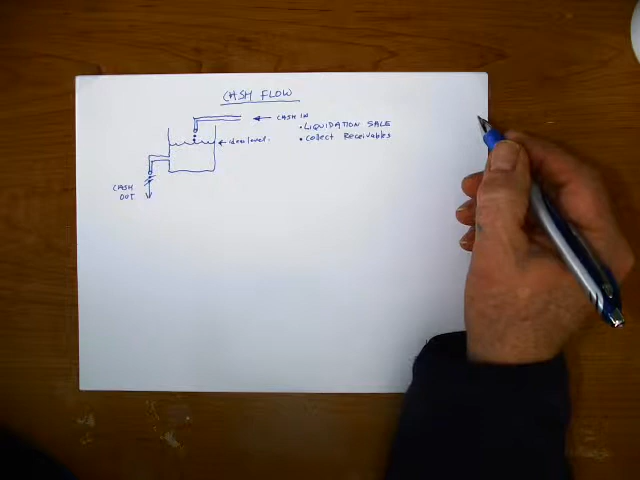 CASH FLOW
CASH IN
• LIQUIDATION SALE
• Collect Receivables
ideal level.
CASH
OUT